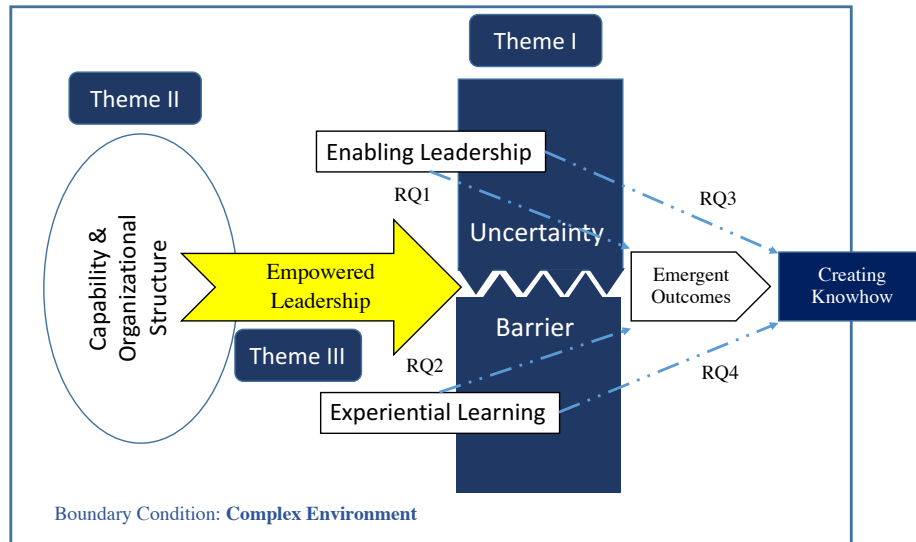 Theme I
Theme II
Enabling Leadership
RQ1
RQ3
Capability &
Organizational
Structure
Uncertainty
Empowered
Leadership
Emergent
Outcomes
Creating
Knowhow
Barrier
Theme III
RQ2
RQ4
Experiential Learning
Boundary Condition: Complex Environment